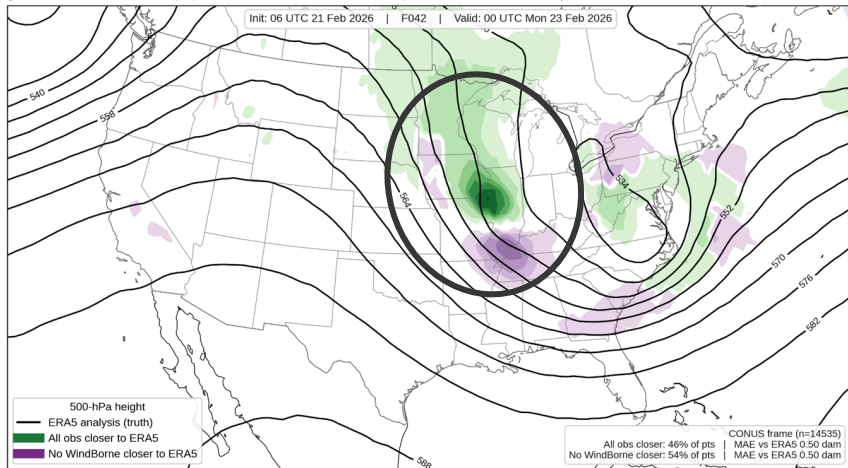 Init: 06 UTC 21 Feb 2026 | F042 | Valid: 00 UTC Mon 23 Feb 2026
540
558
564
534
552
570
576
582
588
500-hPa height
ERA5 analysis (truth)
All obs closer to ERA5
No WindBorne closer to ERA5
CONUS frame (n=14535)
All obs closer: 46% of pts | MAE vs ERA5 0.50 dam
No WindBorne closer: 54% of pts | MAE vs ERA5 0.50 dam